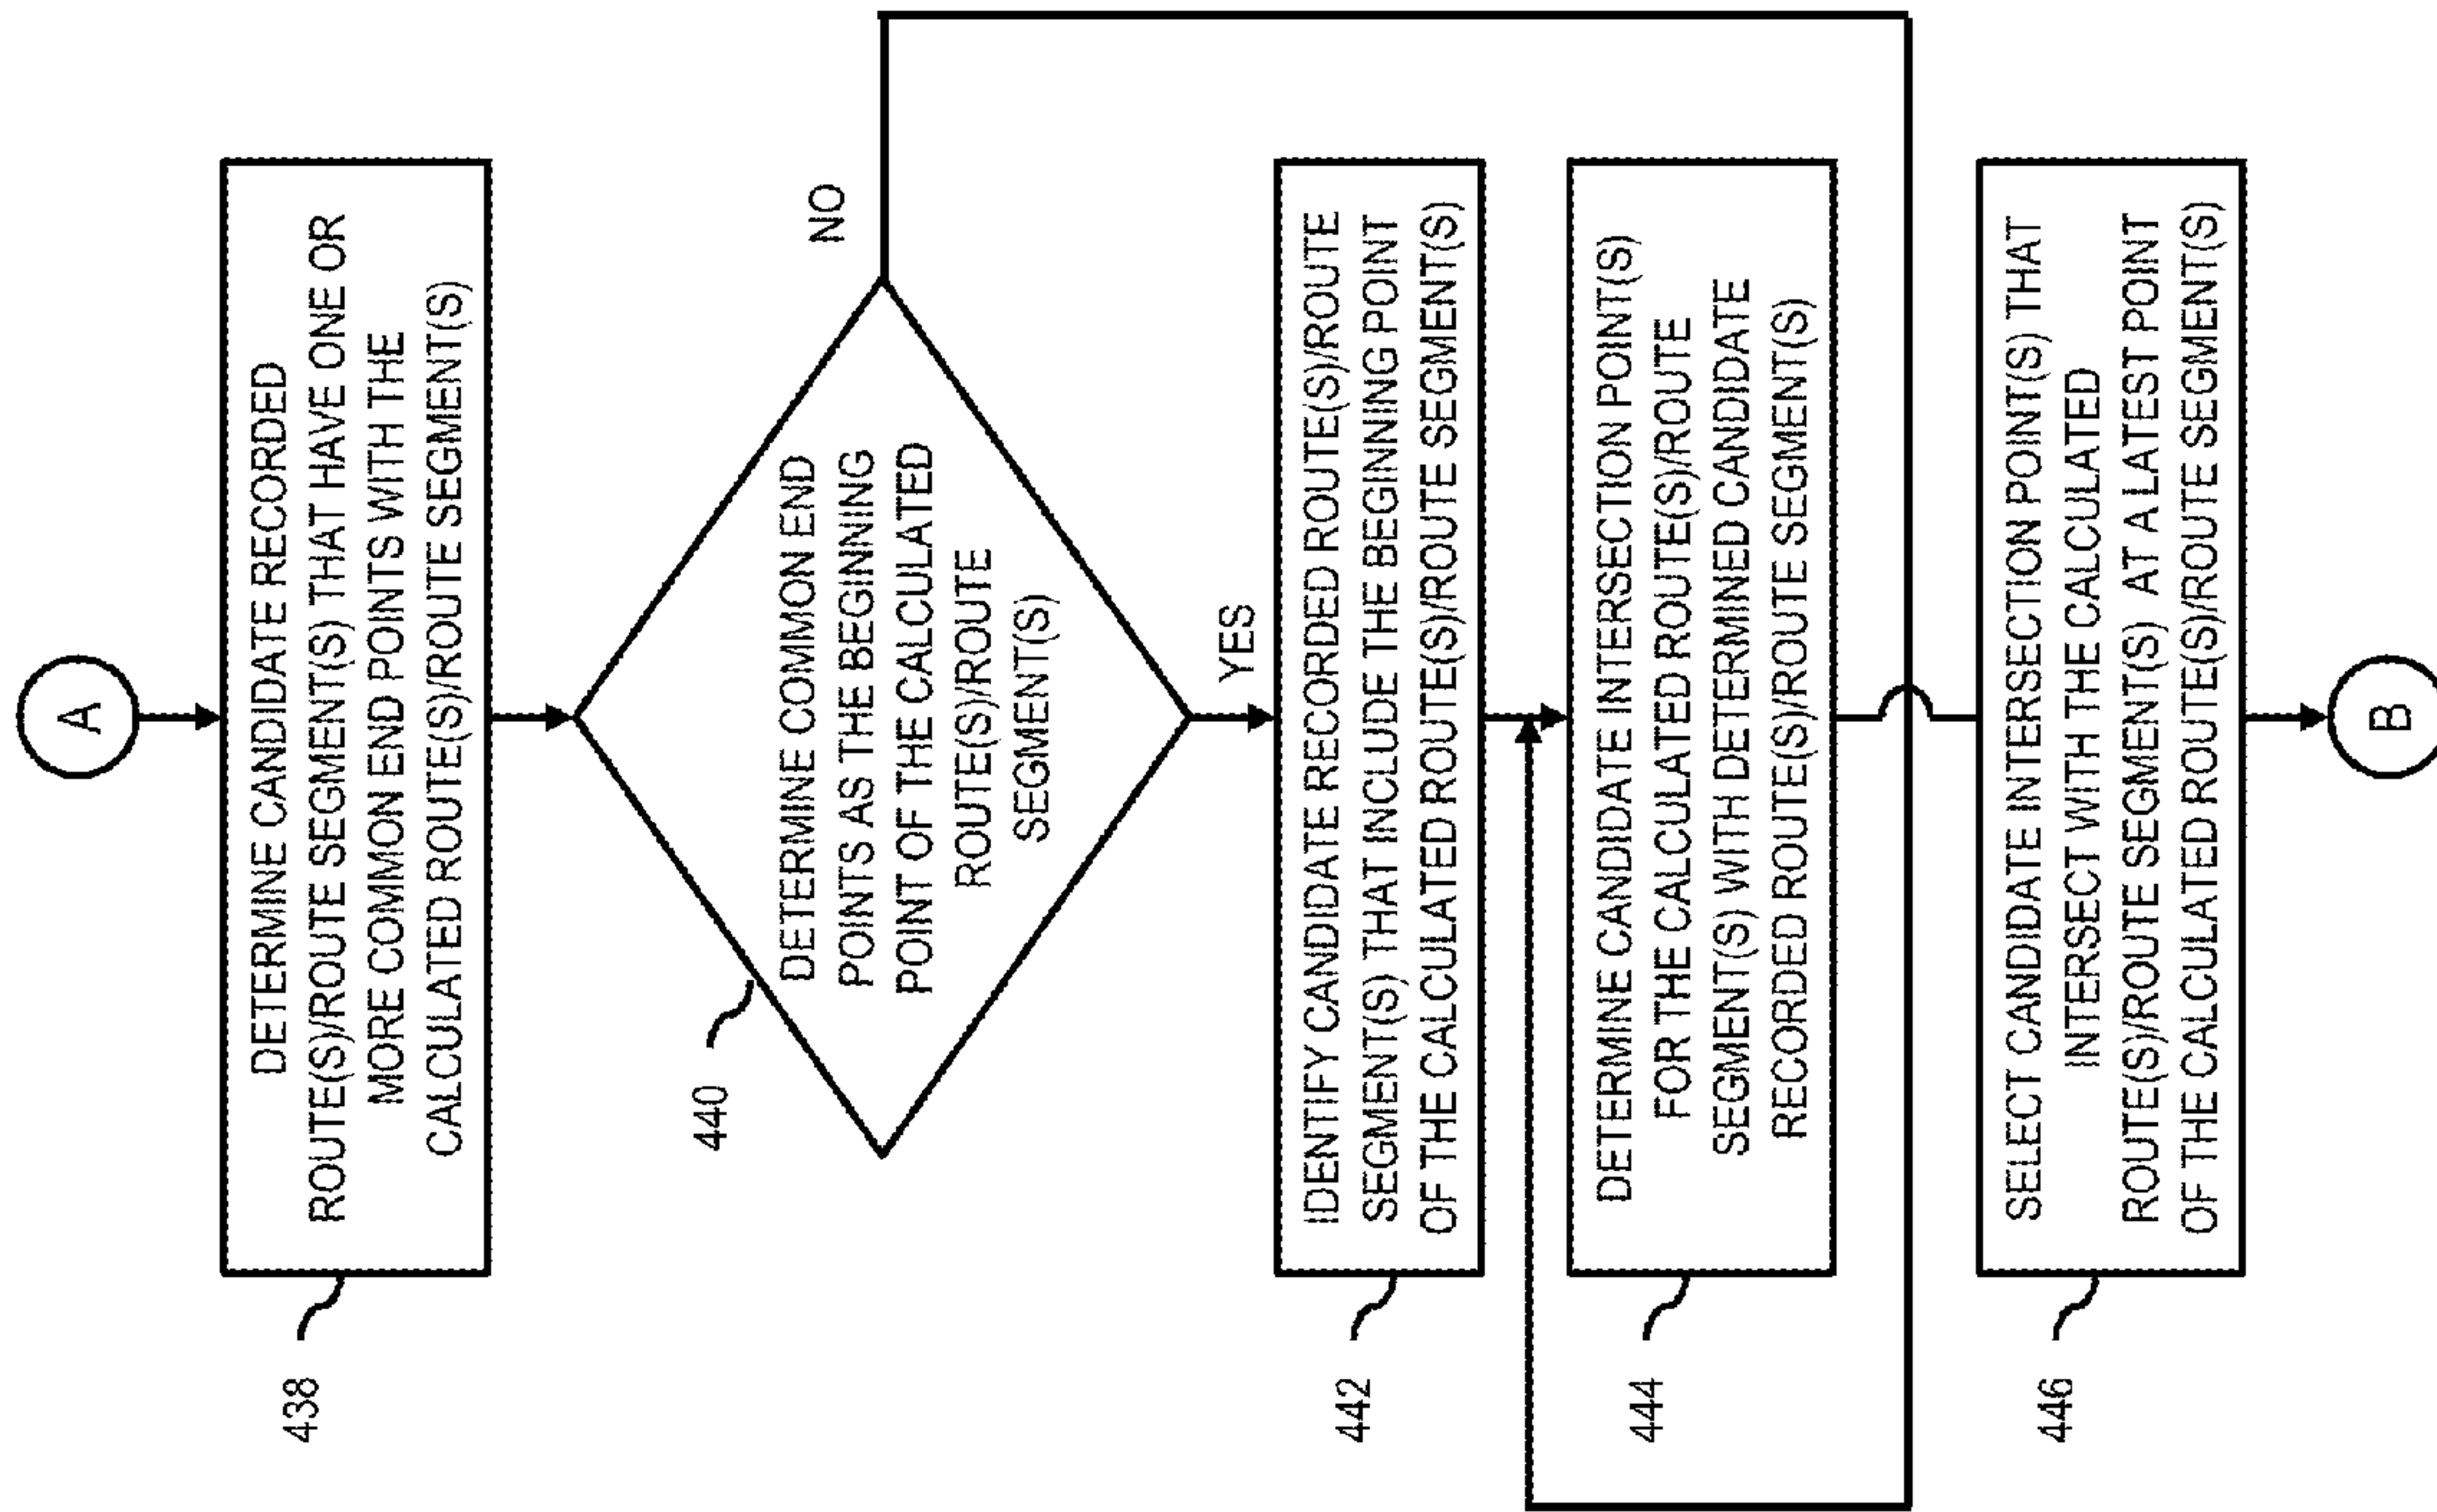 A
438
DETERMINE CANDIDATE RECORDED
ROUTE(S)/ROUTE SEGMENT(S) THAT HAVE ONE OR
MORE COMMON END POINTS WITH THE
CALCULATED ROUTE(S)/ROUTE SEGMENT(S)
440
DETERMINE COMMON END
POINTS AS THE BEGINNING
POINT OF THE CALCULATED
ROUTE(S)/ROUTE
SEGMENT(S)
NO
YES
442
IDENTIFY CANDIDATE RECORDED ROUTE(S)/ROUTE
SEGMENT(S) THAT INCLUDE THE BEGINNING POINT
OF THE CALCULATED ROUTE(S)/ROUTE SEGMENT(S)
444
DETERMINE CANDIDATE INTERSECTION POINT(S)
FOR THE CALCULATED ROUTE(S)/ROUTE
SEGMENT(S) WITH DETERMINED CANDIDATE
RECORDED ROUTE(S)/ROUTE SEGMENT(S)
446
SELECT CANDIDATE INTERSECTION POINT(S) THAT
INTERSECT WITH THE CALCULATED
ROUTE(S)/ROUTE SEGMENT(S) AT A LATEST POINT
OF THE CALCULATED ROUTE(S)/ROUTE SEGMENT(S)
B